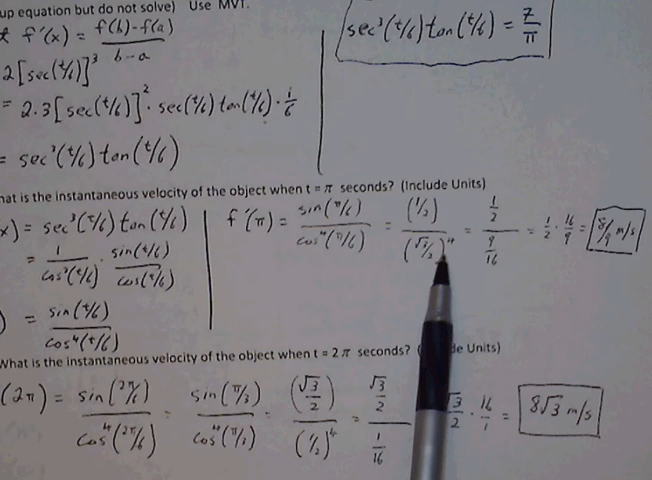 up equation but do not solve) Use MVT.
f'(x) = f(b)-f(a) / b-a
2[sec(t/6)]³
= 2·3[sec(t/6)]²· sec(t/6) tan(t/6) · 1/6
= sec³(t/6) tan(t/6)
sec³(t/6) tan(t/6) = 7/π
hat is the instantaneous velocity of the object when t = π seconds? (Include Units)
x) = sec³(t/6) tan(t/6)
= 1/cos³(t/6) · sin(t/6)/cos(t/6)
) = sin(t/6)/cos⁴(t/6)
f'(π) = sin(π/6)/cos⁴(π/6) = (1/2)/(√3/2)⁴ = 1/2 / 9/16 = 1/2 · 16/9 = 8/9 m/s
What is the instantaneous velocity of the object when t = 2π seconds? de Units)
(2π) = sin(2π/6)/cos⁴(2π/6) = sin(π/3)/cos⁴(π/3) = (√3/2)/(1/2)⁴ = √3/2 / 1/16 √3/2 · 16/1 = 8√3 m/s